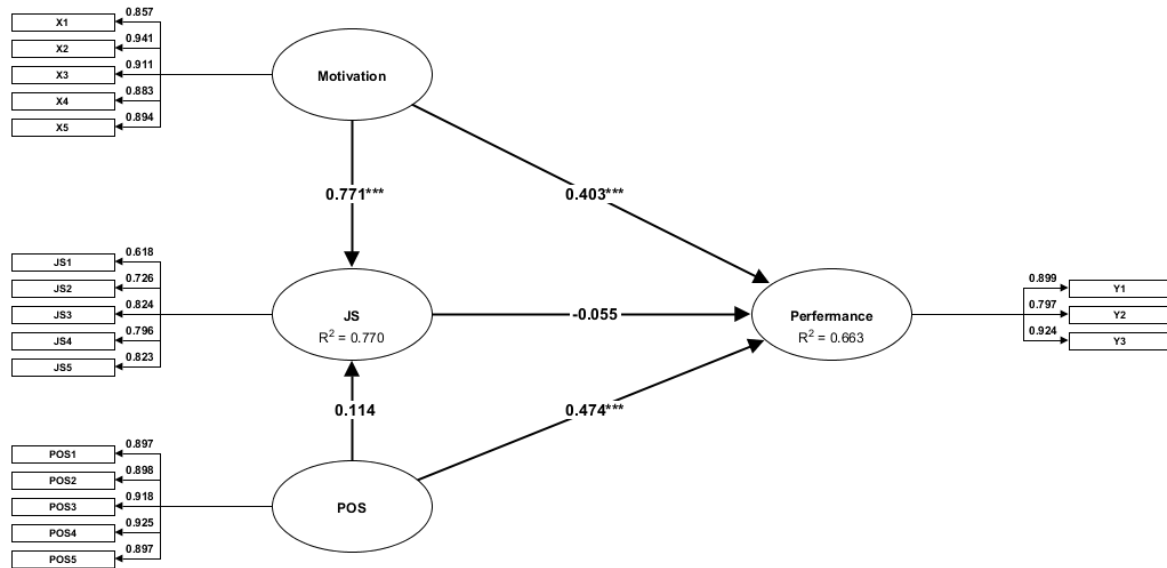 0.857
X1
0.941
X2
0.911
X3
0.883
X4
0.894
X5
Motivation
0.771***
0.403***
0.618
JS1
0.726
JS2
0.824
JS3
0.796
JS4
0.823
JS5
JS
R² = 0.770
-0.055
Perfermance
R² = 0.663
0.899
Y1
0.797
Y2
0.924
Y3
0.114
0.474***
0.897
POS1
0.898
POS2
0.918
POS3
0.925
POS4
0.897
POS5
POS